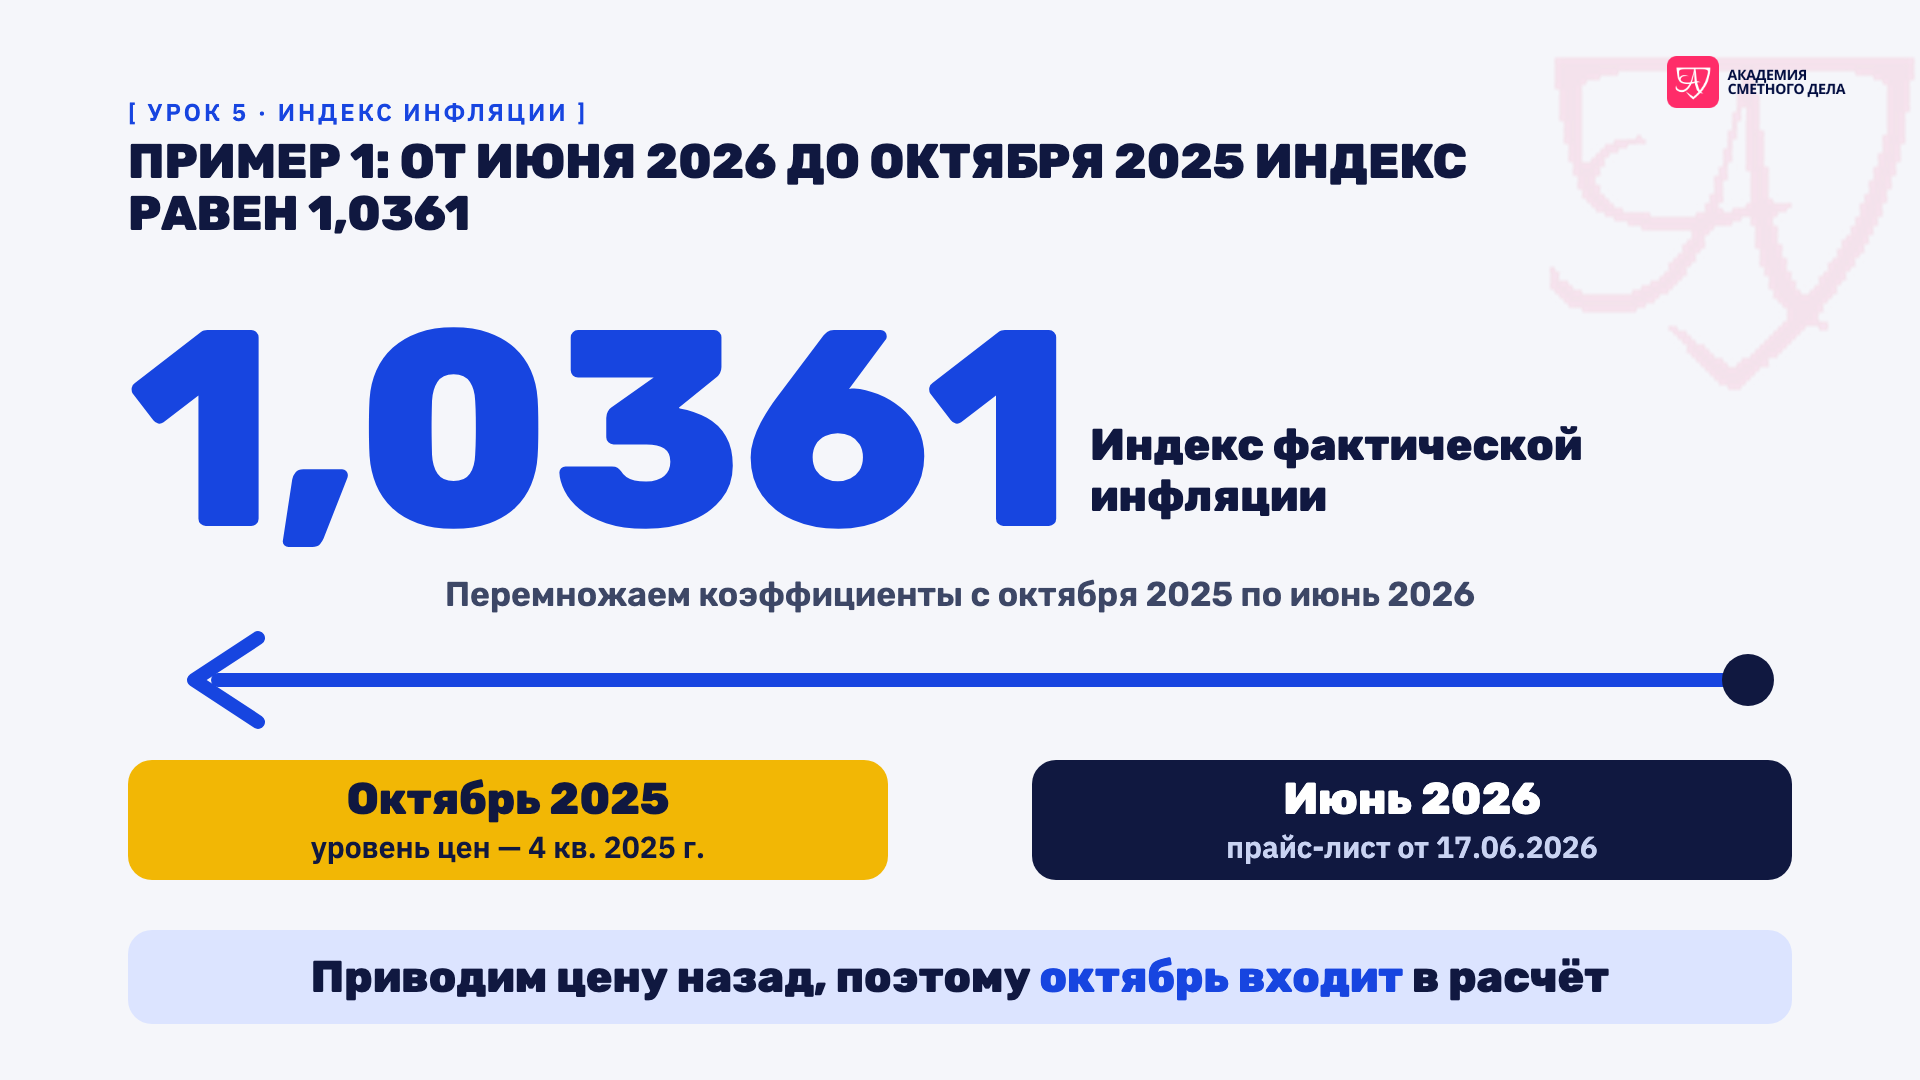 АКАДЕМИЯ
СМЕТНОГО ДЕЛА
[ УРОК 5 · ИНДЕКС ИНФЛЯЦИИ ]
ПРИМЕР 1: ОТ ИЮНЯ 2026 ДО ОКТЯБРЯ 2025 ИНДЕКС
РАВЕН 1,0361
1,0361
Индекс фактической
инфляции
Перемножаем коэффициенты с октября 2025 по июнь 2026
Октябрь 2025
уровень цен — 4 кв. 2025 г.
Июнь 2026
прайс-лист от 17.06.2026
Приводим цену назад, поэтому октябрь входит в расчёт